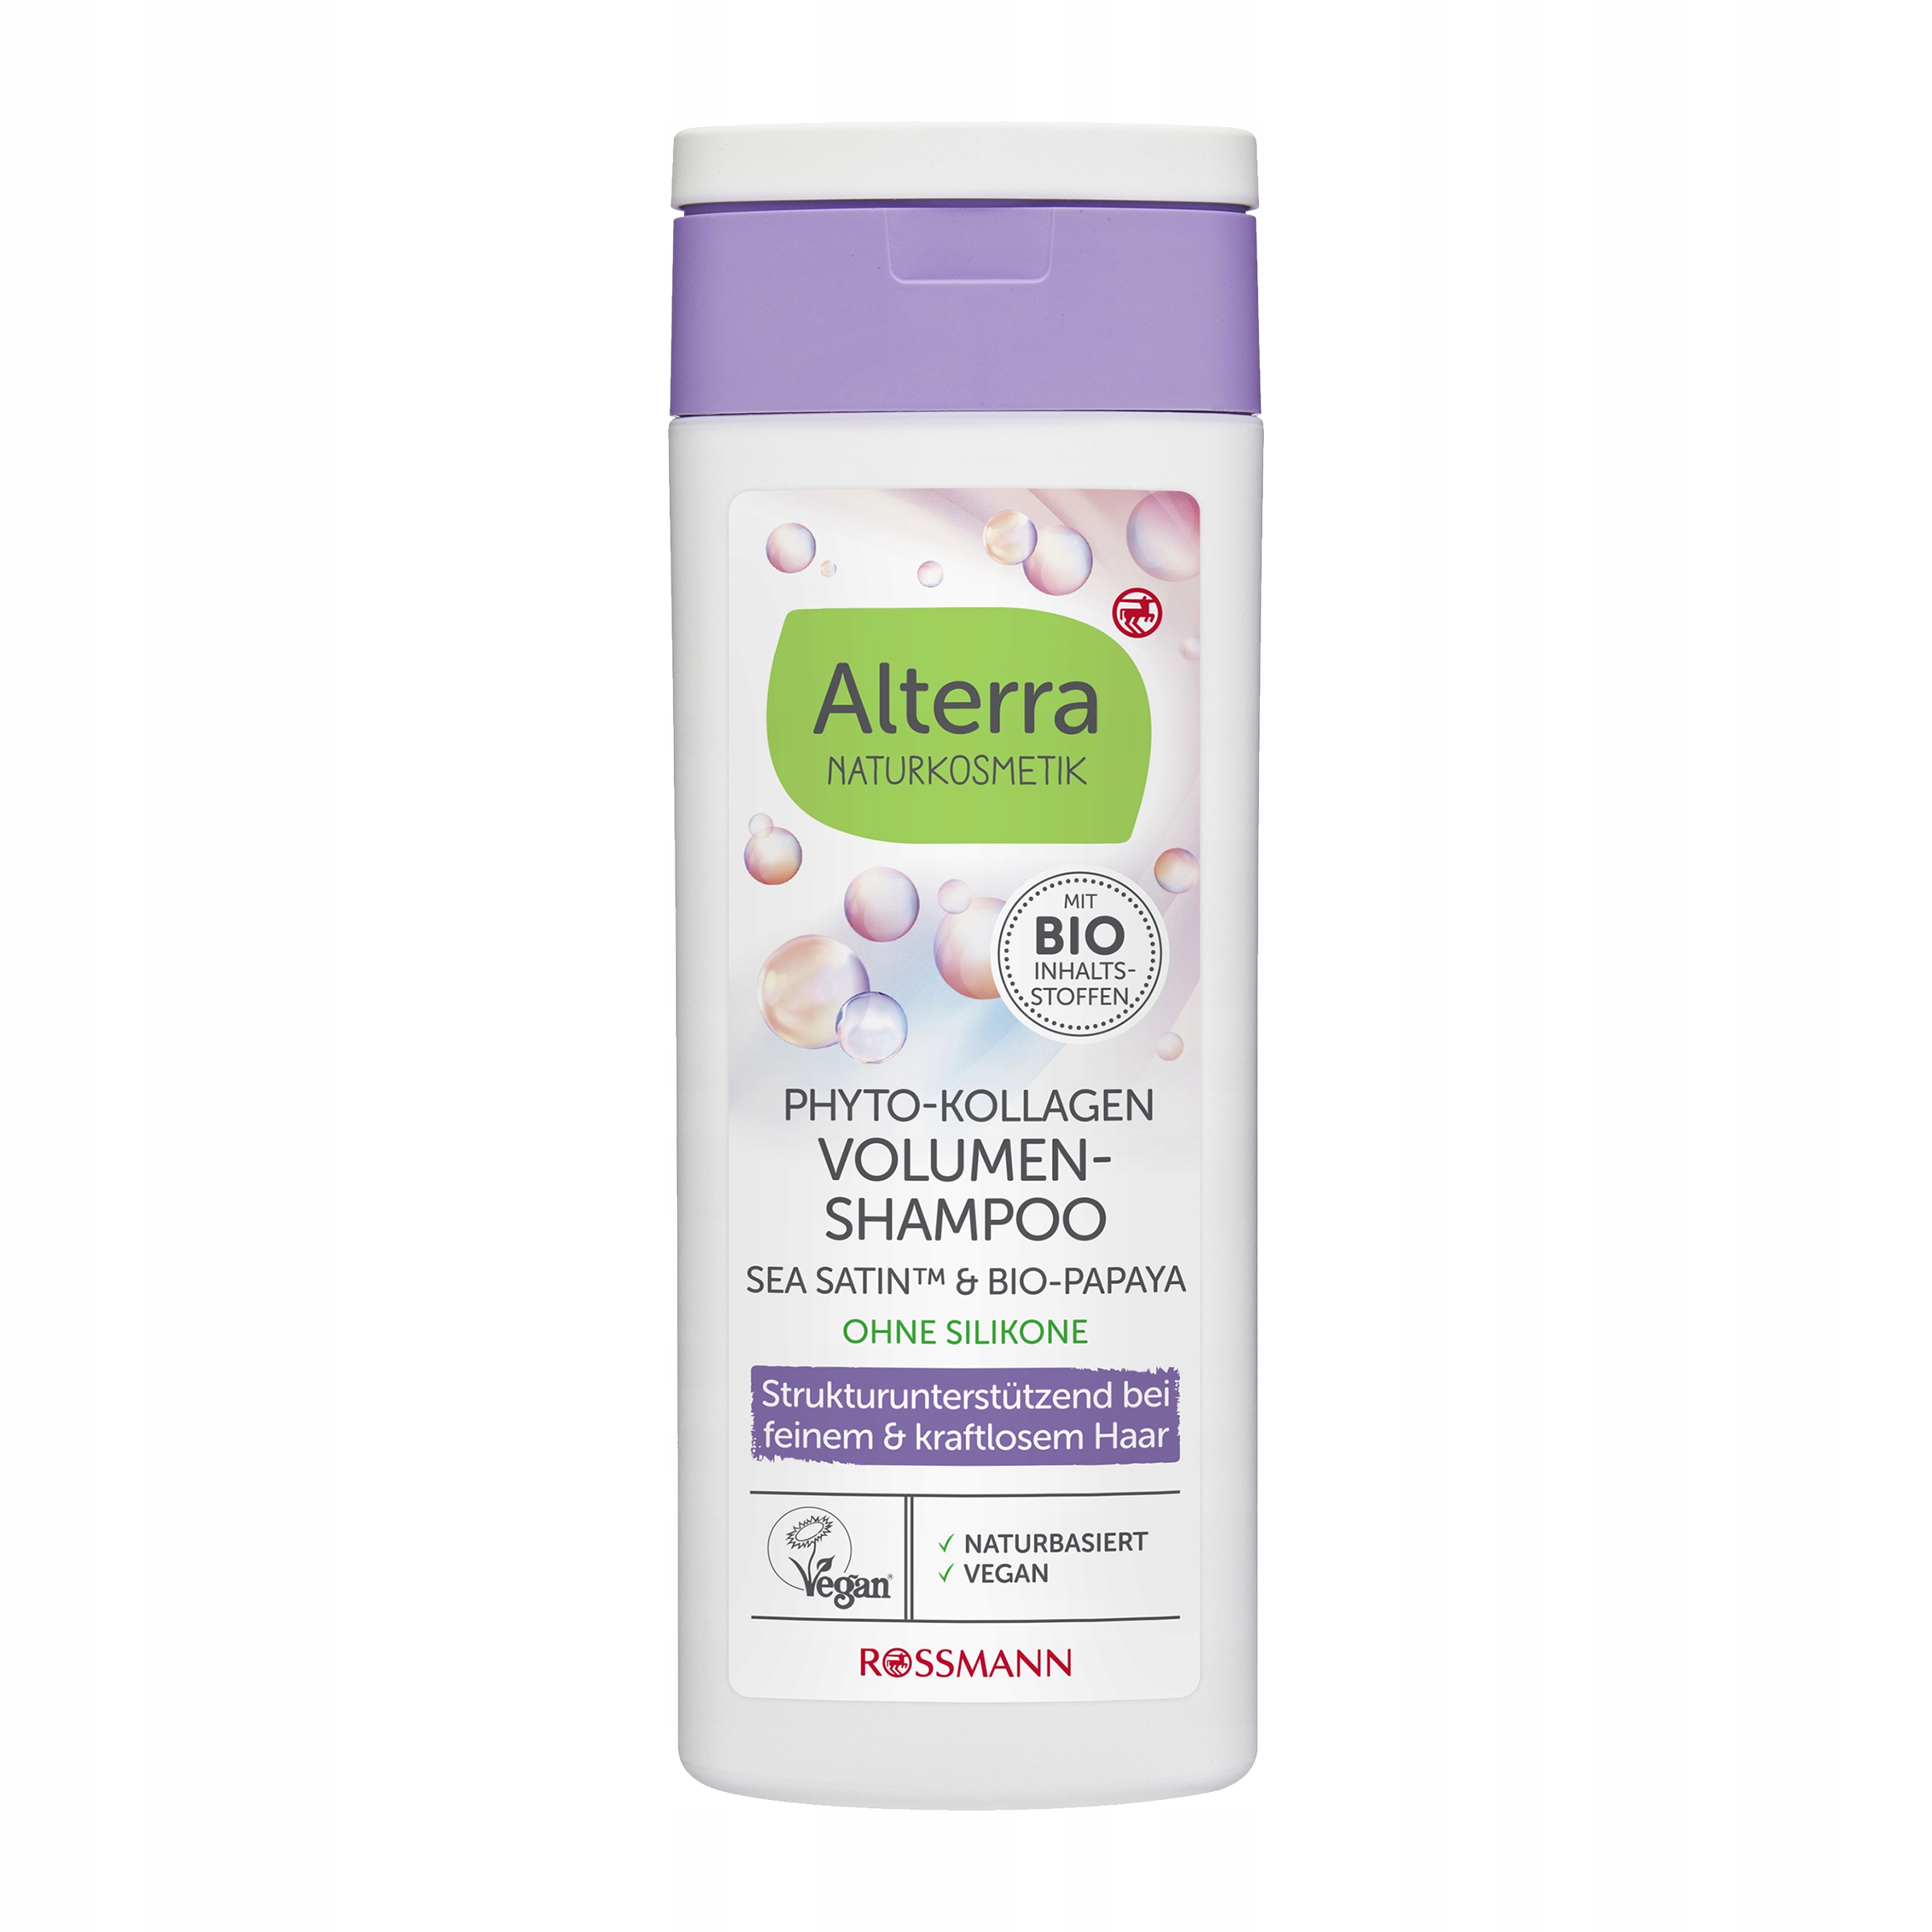 Alterra
NATURKOSMETIK
MIT
BIO
INHALTS-
STOFFEN
PHYTO-KOLLAGEN
VOLUMEN-
SHAMPOO
SEA SATIN™ & BIO-PAPAYA
OHNE SILIKONE
Strukturunterstützend bei
feinem & kraftlosem Haar
Vegan®
✓ NATURBASIERT
✓ VEGAN
ROSSMANN